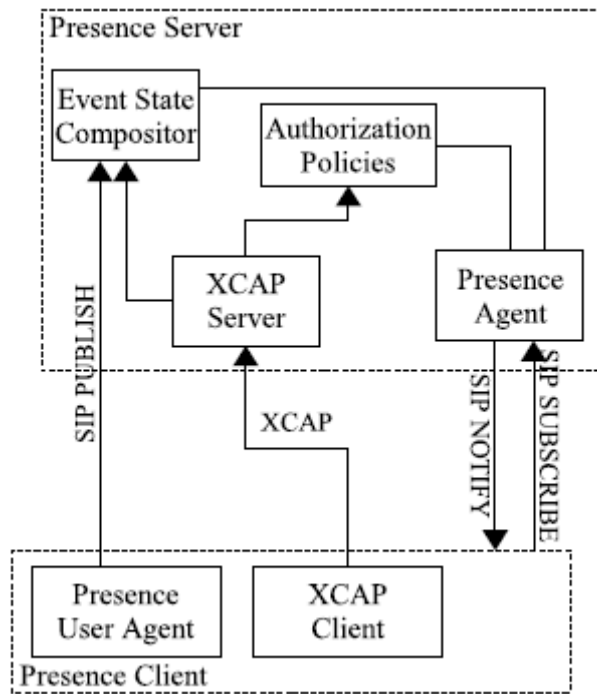 Presence Server
Event State
Compositor
Authorization
Policies
XCAP
Server
Presence
Agent
SIP PUBLISH
XCAP
SIP NOTIFY
SIP SUBSCRIBE
Presence
User Agent
XCAP
Client
Presence Client